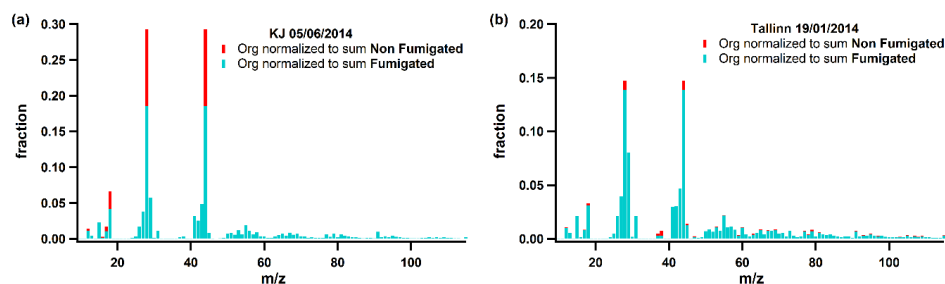 (a)
KJ 05/06/2014
Org normalized to sum Non Fumigated
Org normalized to sum Fumigated
fraction
0.30
0.25
0.20
0.15
0.10
0.05
0.00
20
40
60
80
100
m/z
(b)
Tallinn 19/01/2014
Org normalized to sum Non Fumigated
Org normalized to sum Fumigated
fraction
0.20
0.15
0.10
0.05
0.00
20
40
60
80
100
m/z